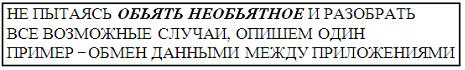 НЕ ПЫТАЯСЬ ОБЬЯТЬ НЕОБЬЯТНОЕ И РАЗОБРАТЬ
ВСЕ ВОЗМОЖНЫЕ СЛУЧАИ, ОПИШЕМ ОДИН
ПРИМЕР – ОБМЕН ДАННЫМИ МЕЖДУ ПРИЛОЖЕНИЯМИ